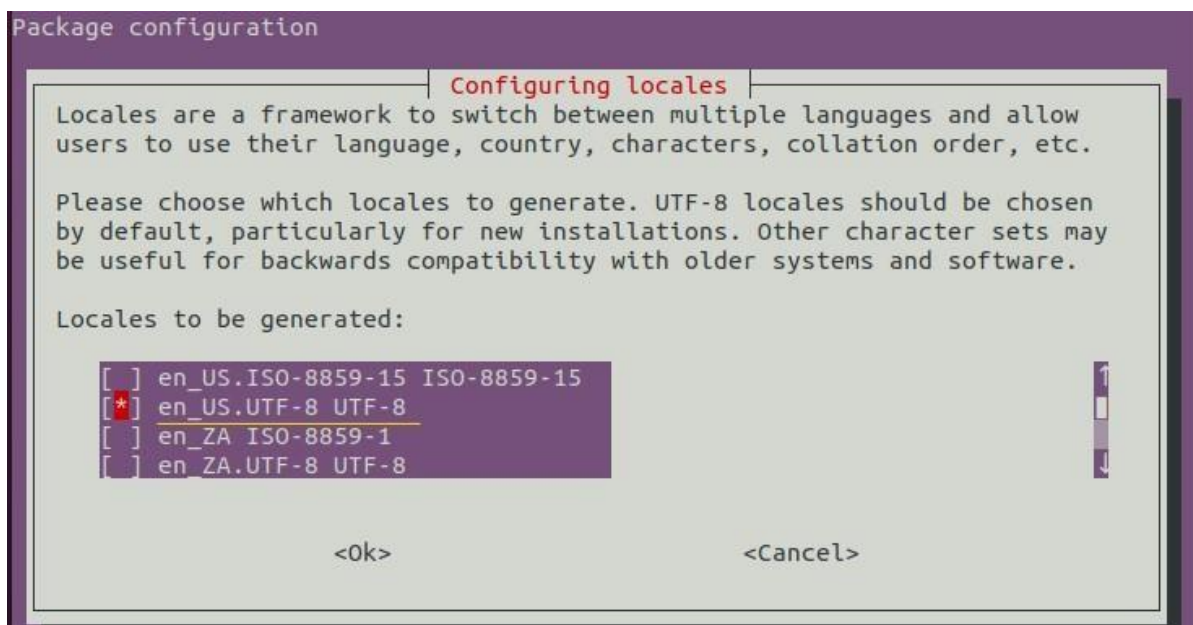 Package configuration
Configuring locales
Locales are a framework to switch between multiple languages and allow
users to use their language, country, characters, collation order, etc.
Please choose which locales to generate. UTF-8 locales should be chosen
by default, particularly for new installations. Other character sets may
be useful for backwards compatibility with older systems and software.
Locales to be generated:
[ ] en_US.ISO-8859-15 ISO-8859-15
[*] en_US.UTF-8 UTF-8
[ ] en_ZA ISO-8859-1
[ ] en_ZA.UTF-8 UTF-8
<Ok> <Cancel>